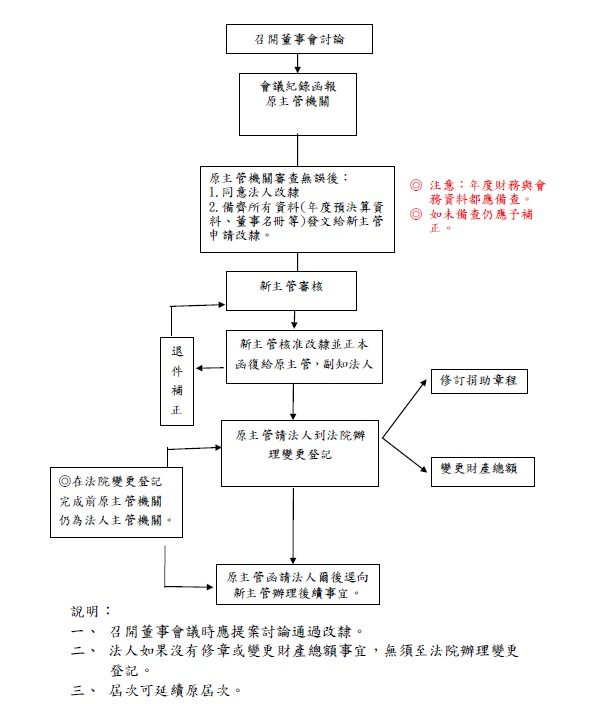 召開董事會討論
會議紀錄函報
原主管機關
原主管機關審查無誤後：
1.同意法人改隸
2.備齊所有資料(年度預決算資
料、董事名冊等)發文給新主管
申請改隸。
◎ 注意：年度財務與會
務資料都應備查。
◎ 如未備查仍應予補
正。
新主管審核
新主管核准改隸並正本
函復給原主管，副知法人
退
件
補
正
修訂捐助章程
原主管請法人到法院辦
理變更登記
變更財產總額
◎在法院變更登記
完成前原主管機關
仍為法人主管機關。
原主管函請法人爾後逕向
新主管辦理後續事宜。
說明：
一、 召開董事會議時應提案討論通過改隸。
二、 法人如果沒有修章或變更財產總額事宜，無須至法院辦理變更
登記。
三、 屆次可延續原屆次。